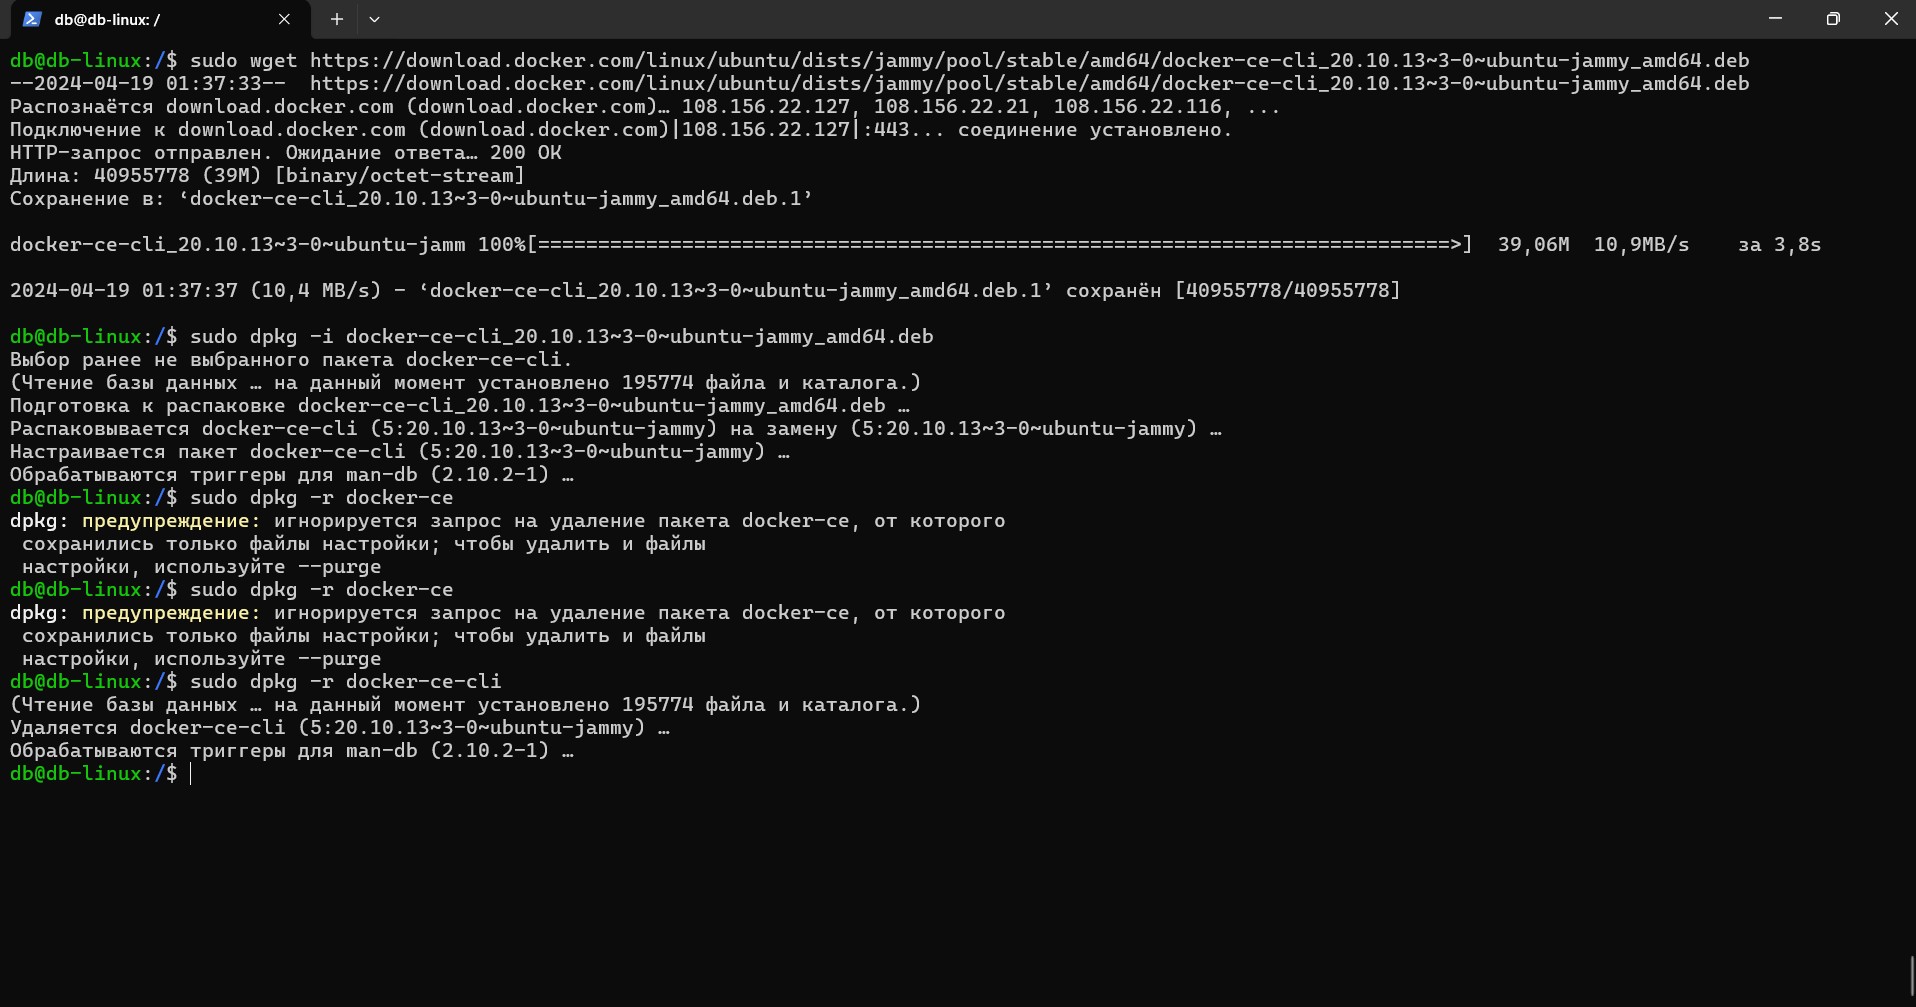 db@db-linux: /
db@db-linux:/$ sudo wget https://download.docker.com/linux/ubuntu/dists/jammy/pool/stable/amd64/docker-ce-cli_20.10.13~3-0~ubuntu-jammy_amd64.deb
--2024-04-19 01:37:33--  https://download.docker.com/linux/ubuntu/dists/jammy/pool/stable/amd64/docker-ce-cli_20.10.13~3-0~ubuntu-jammy_amd64.deb
Распознаётся download.docker.com (download.docker.com)… 108.156.22.127, 108.156.22.21, 108.156.22.116, ...
Подключение к download.docker.com (download.docker.com)|108.156.22.127|:443... соединение установлено.
HTTP-запрос отправлен. Ожидание ответа… 200 OK
Длина: 40955778 (39M) [binary/octet-stream]
Сохранение в: ‘docker-ce-cli_20.10.13~3-0~ubuntu-jammy_amd64.deb.1’
docker-ce-cli_20.10.13~3-0~ubuntu-jamm 100%[============================================================================>]  39,06M  10,9MB/s    за 3,8s
2024-04-19 01:37:37 (10,4 MB/s) - ‘docker-ce-cli_20.10.13~3-0~ubuntu-jammy_amd64.deb.1’ сохранён [40955778/40955778]
db@db-linux:/$ sudo dpkg -i docker-ce-cli_20.10.13~3-0~ubuntu-jammy_amd64.deb
Выбор ранее не выбранного пакета docker-ce-cli.
(Чтение базы данных … на данный момент установлено 195774 файла и каталога.)
Подготовка к распаковке docker-ce-cli_20.10.13~3-0~ubuntu-jammy_amd64.deb …
Распаковывается docker-ce-cli (5:20.10.13~3-0~ubuntu-jammy) на замену (5:20.10.13~3-0~ubuntu-jammy) …
Настраивается пакет docker-ce-cli (5:20.10.13~3-0~ubuntu-jammy) …
Обрабатываются триггеры для man-db (2.10.2-1) …
db@db-linux:/$ sudo dpkg -r docker-ce
dpkg: предупреждение: игнорируется запрос на удаление пакета docker-ce, от которого
 сохранились только файлы настройки; чтобы удалить и файлы
 настройки, используйте --purge
db@db-linux:/$ sudo dpkg -r docker-ce
dpkg: предупреждение: игнорируется запрос на удаление пакета docker-ce, от которого
 сохранились только файлы настройки; чтобы удалить и файлы
 настройки, используйте --purge
db@db-linux:/$ sudo dpkg -r docker-ce-cli
(Чтение базы данных … на данный момент установлено 195774 файла и каталога.)
Удаляется docker-ce-cli (5:20.10.13~3-0~ubuntu-jammy) …
Обрабатываются триггеры для man-db (2.10.2-1) …
db@db-linux:/$